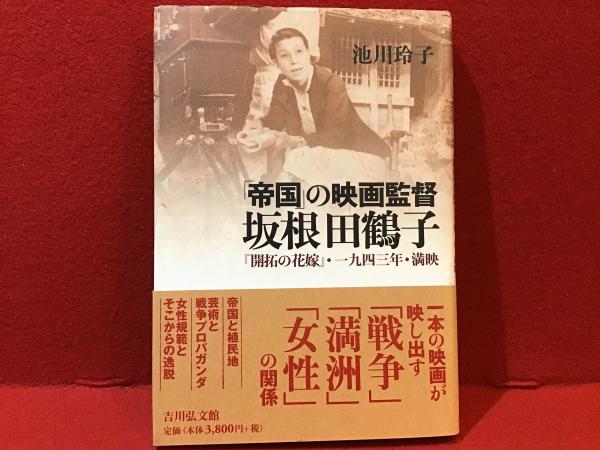 池川玲子
「帝国」の映画監督
坂根田鶴子
『開拓の花嫁』・一九四三年・満映
一本の映画が
映し出す
「戦争」
「満洲」
「女性」
の関係
帝国と植民地
芸術と
戦争プロパガンダ
女性規範と
そこからの逸脱
吉川弘文館
定価(本体3,800円+税)